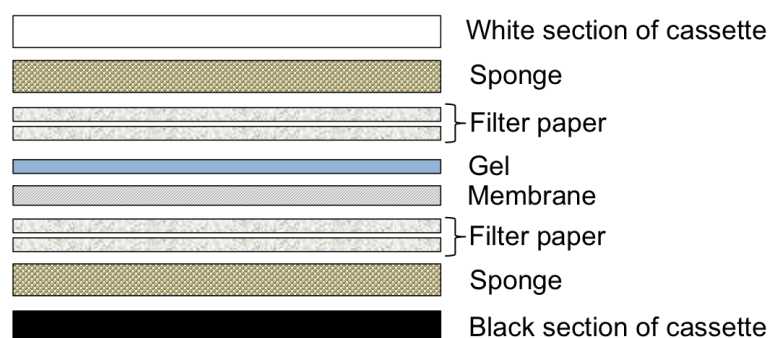 White section of cassette
Sponge
Filter paper
Gel
Membrane
Filter paper
Sponge
Black section of cassette